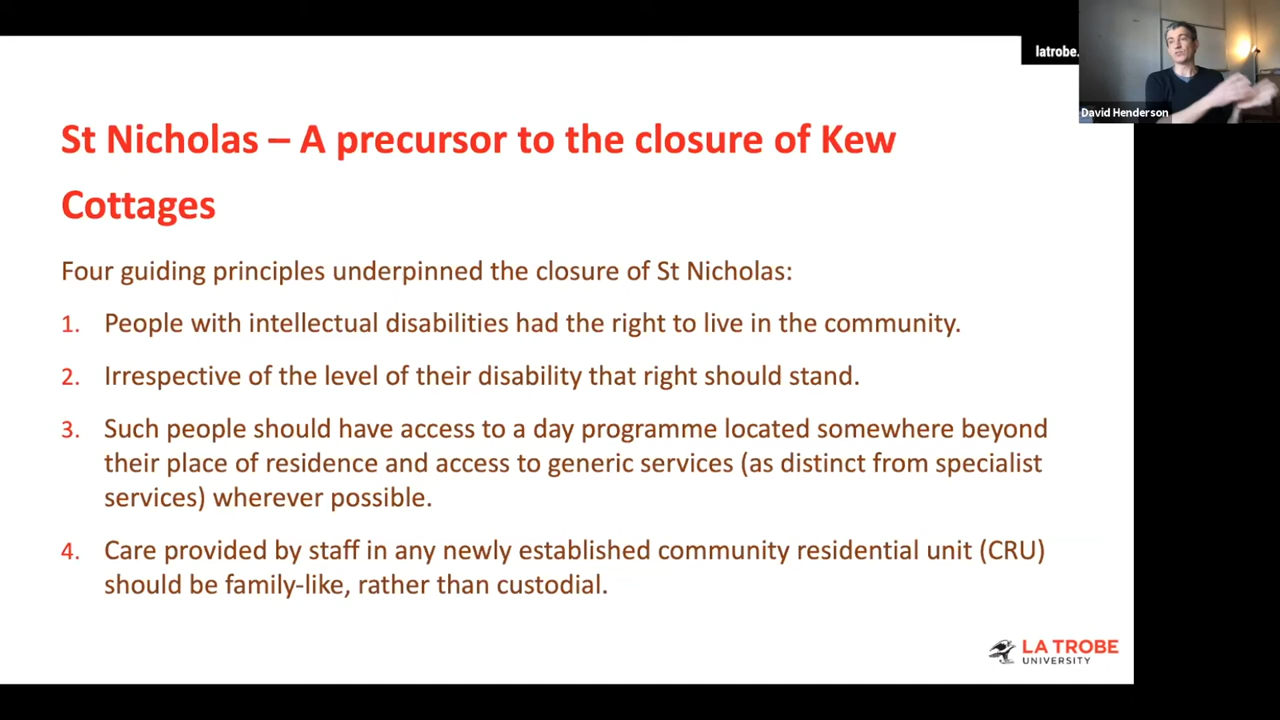 latrobe.
David Henderson
St Nicholas – A precursor to the closure of Kew
Cottages
Four guiding principles underpinned the closure of St Nicholas:
1. People with intellectual disabilities had the right to live in the community.
2. Irrespective of the level of their disability that right should stand.
3. Such people should have access to a day programme located somewhere beyond
their place of residence and access to generic services (as distinct from specialist
services) wherever possible.
4. Care provided by staff in any newly established community residential unit (CRU)
should be family-like, rather than custodial.
LA TROBE
UNIVERSITY